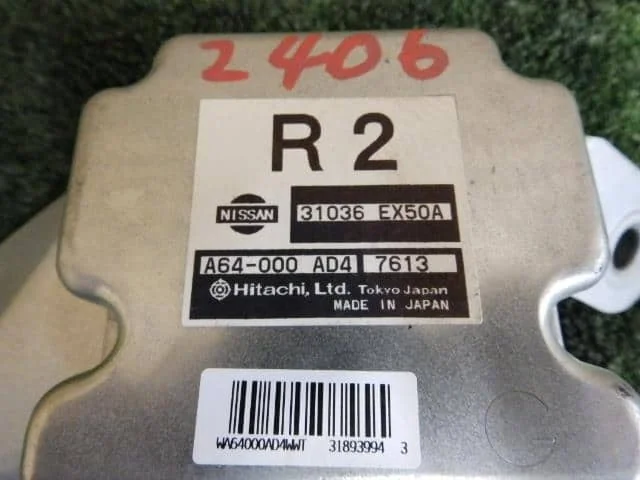 2406
R 2
NISSAN 31036 EX50A
A64-000 AD4 7613
Hitachi, Ltd. Tokyo Japan
MADE IN JAPAN
WA64000AD4WWT 31893994 3
G